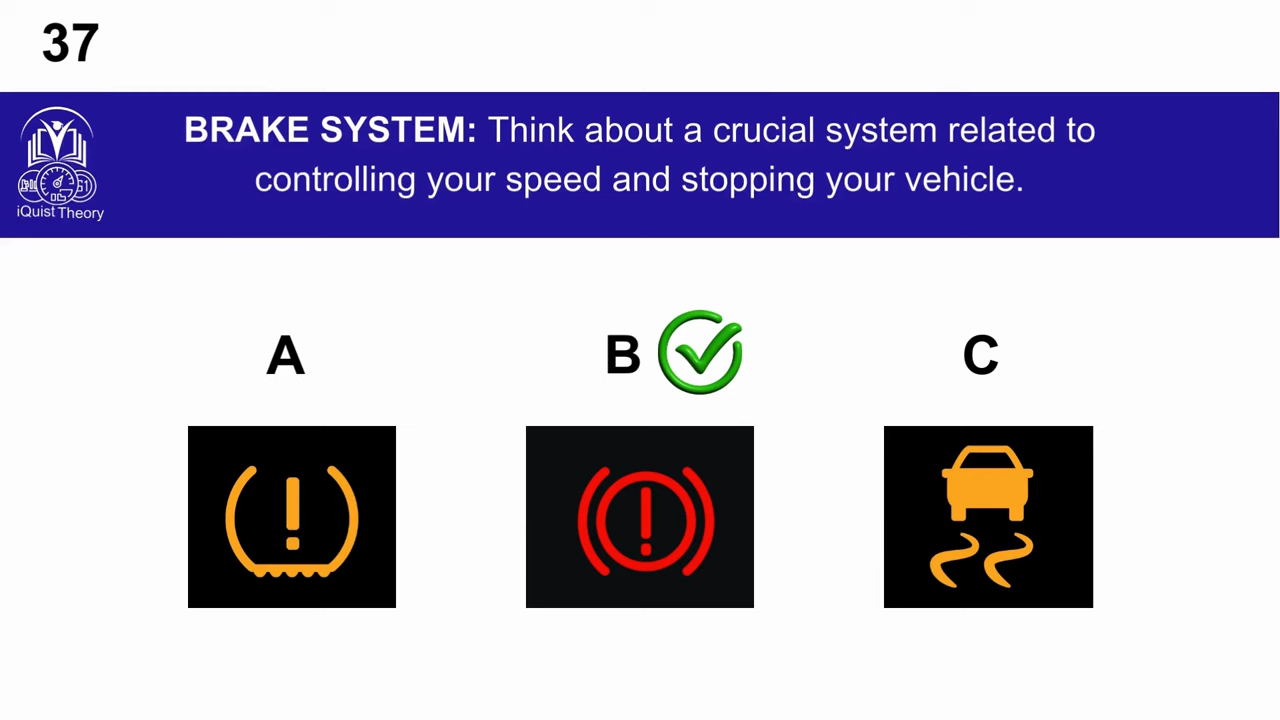 37
BRAKE SYSTEM: Think about a crucial system related to
controlling your speed and stopping your vehicle.
iQuist Theory
A
B
C